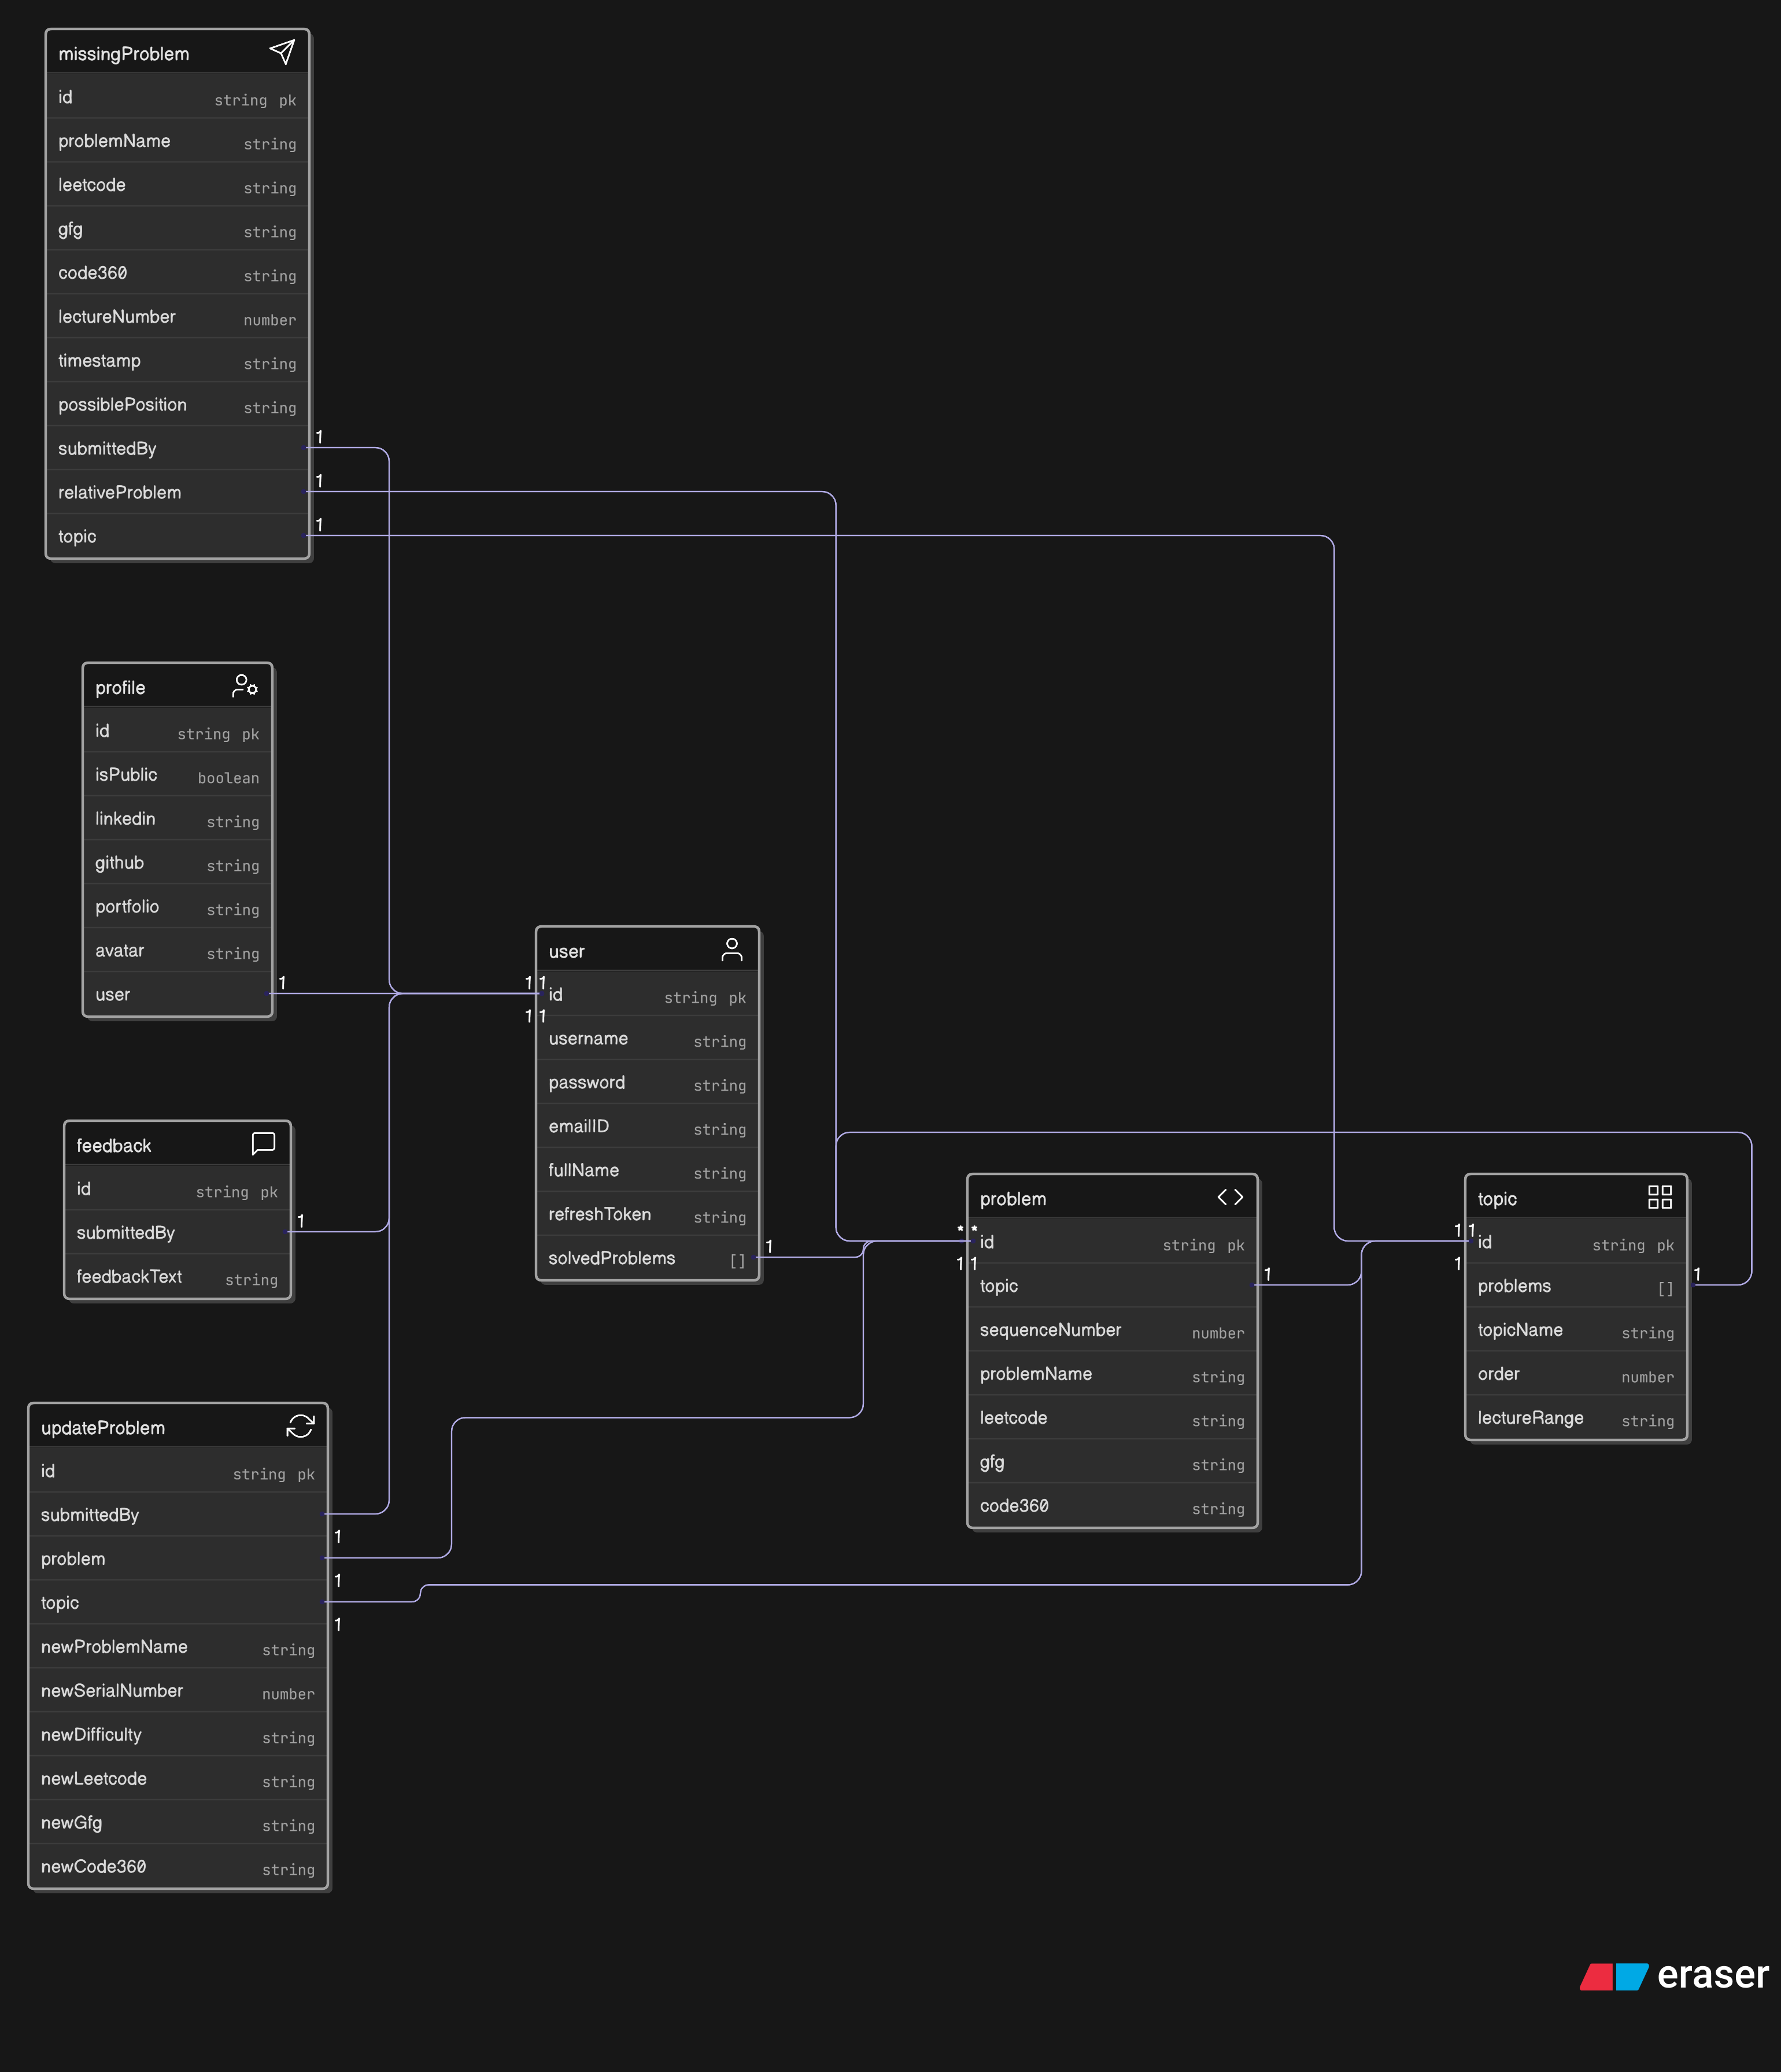 missingProblem
id string pk
problemName string
leetcode string
gfg string
code360 string
lectureNumber number
timestamp string
possiblePosition string
submittedBy 1
relativeProblem 1
topic 1
profile
id string pk
isPublic boolean
linkedin string
github string
portfolio string
avatar string
user 1
feedback
id string pk
submittedBy 1
feedbackText string
updateProblem
id string pk
submittedBy
1
problem
1
topic
1
newProblemName string
newSerialNumber number
newDifficulty string
newLeetcode string
newGfg string
newCode360 string
user
1 1
id string pk
1 1
username string
password string
emailID string
fullName string
refreshToken string
solvedProblems [] 1
problem
* *
id string pk
1 1
topic 1
sequenceNumber number
problemName string
leetcode string
gfg string
code360 string
topic
1 1
id string pk
1
problems [] 1
topicName string
order number
lectureRange string
eraser